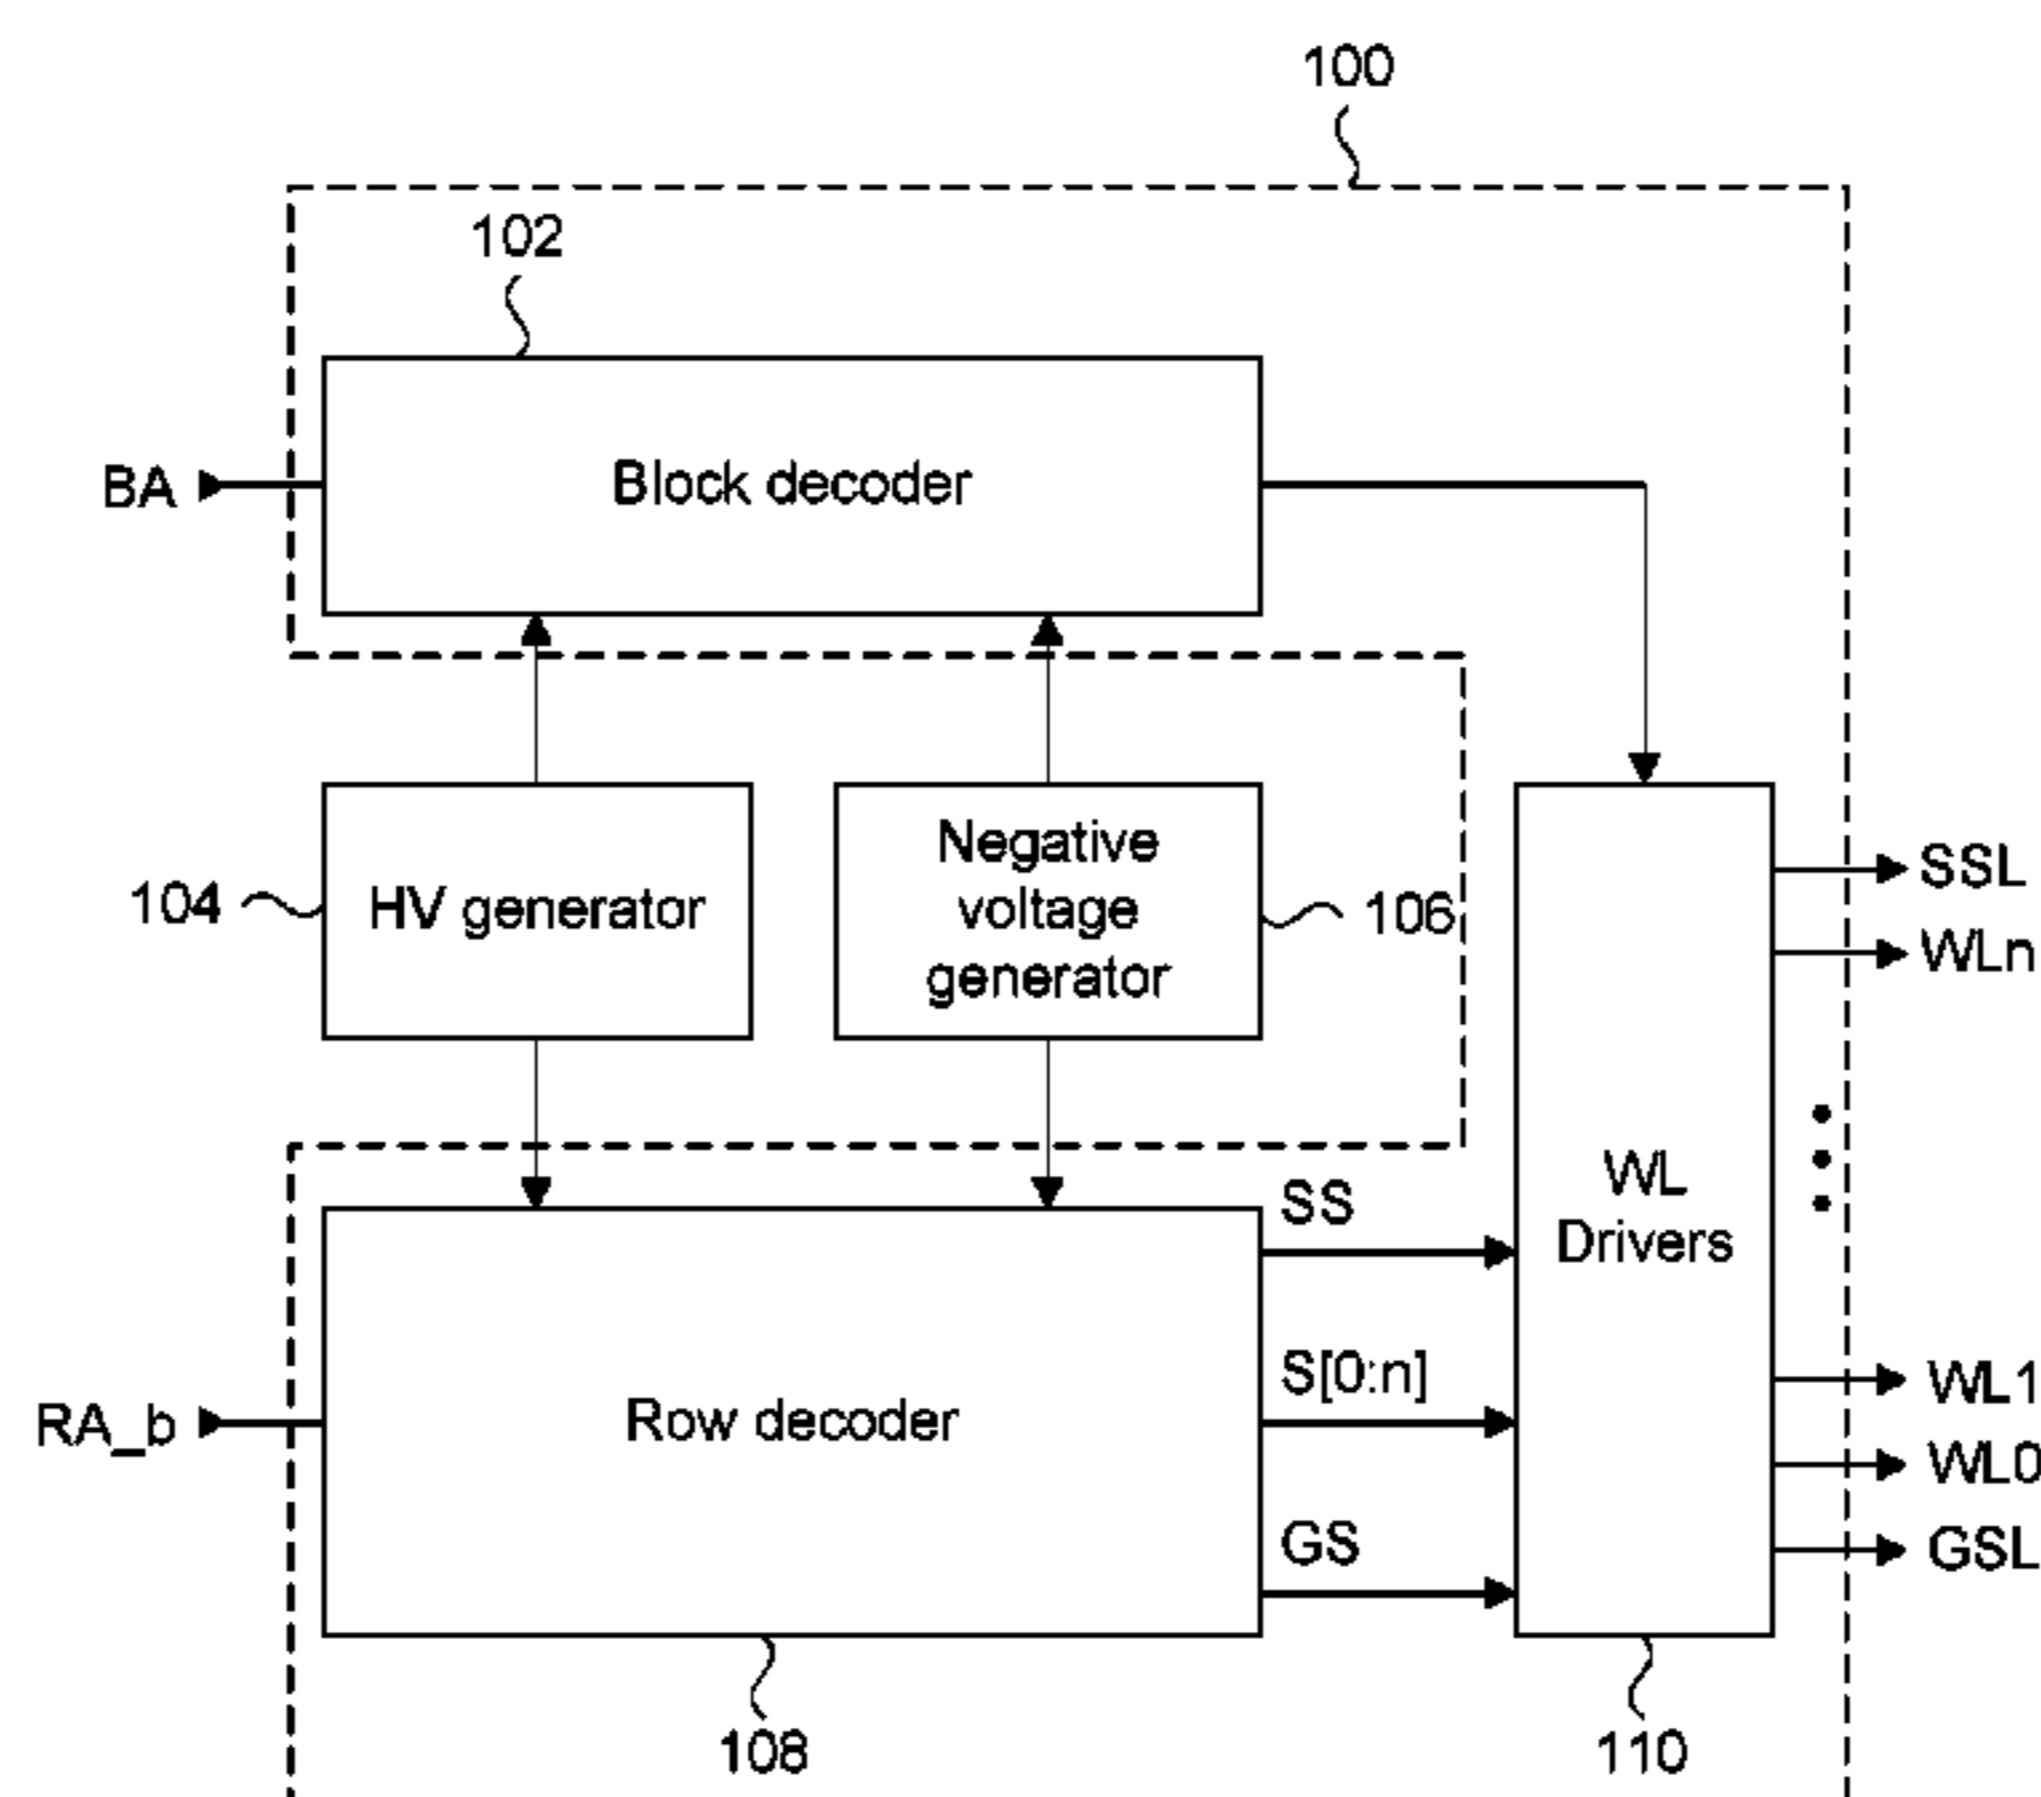 100
102
BA
Block decoder
104
HV generator
Negative
voltage
generator
106
SSL
WLn
WL
Drivers
SS
S[0:n]
GS
RA_b
Row decoder
WL1
WL0
GSL
108
110